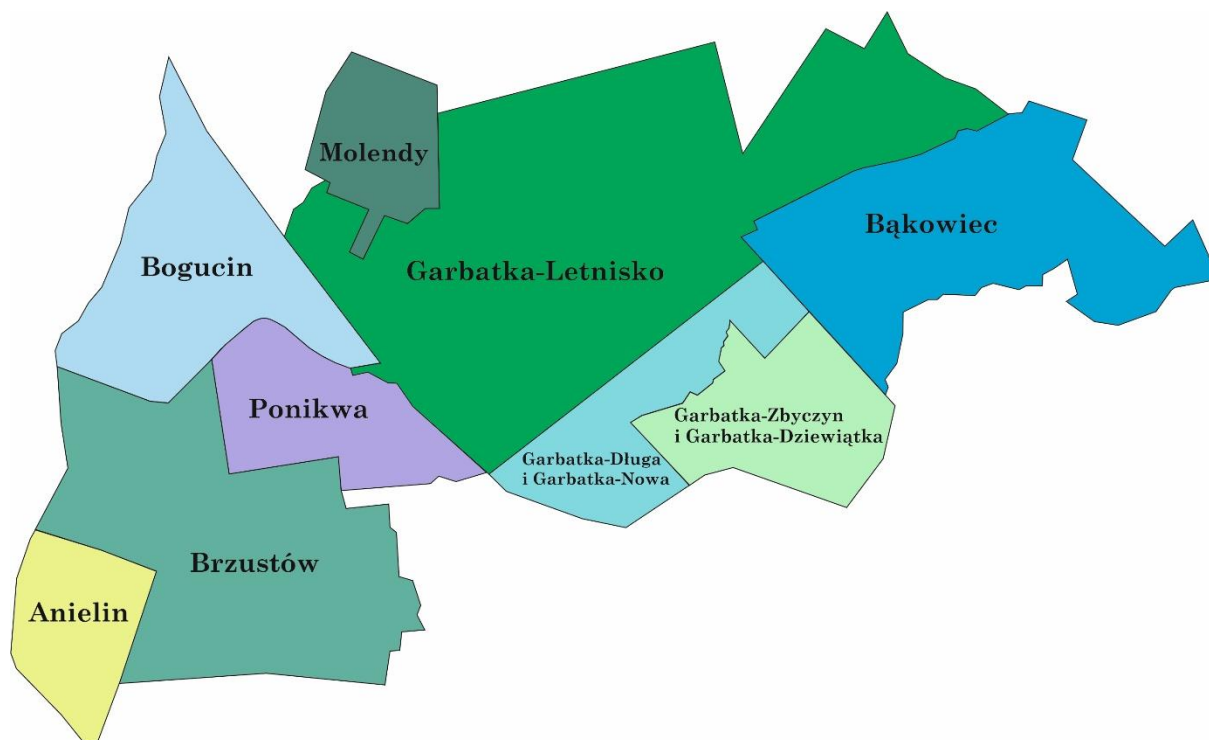 Molendy
Bąkowiec
Bogucin
Garbatka-Letnisko
Ponikwa
Garbatka-Zbyczyn
i Garbatka-Dziewiątka
Garbatka-Długa
i Garbatka-Nowa
Brzustów
Anielin